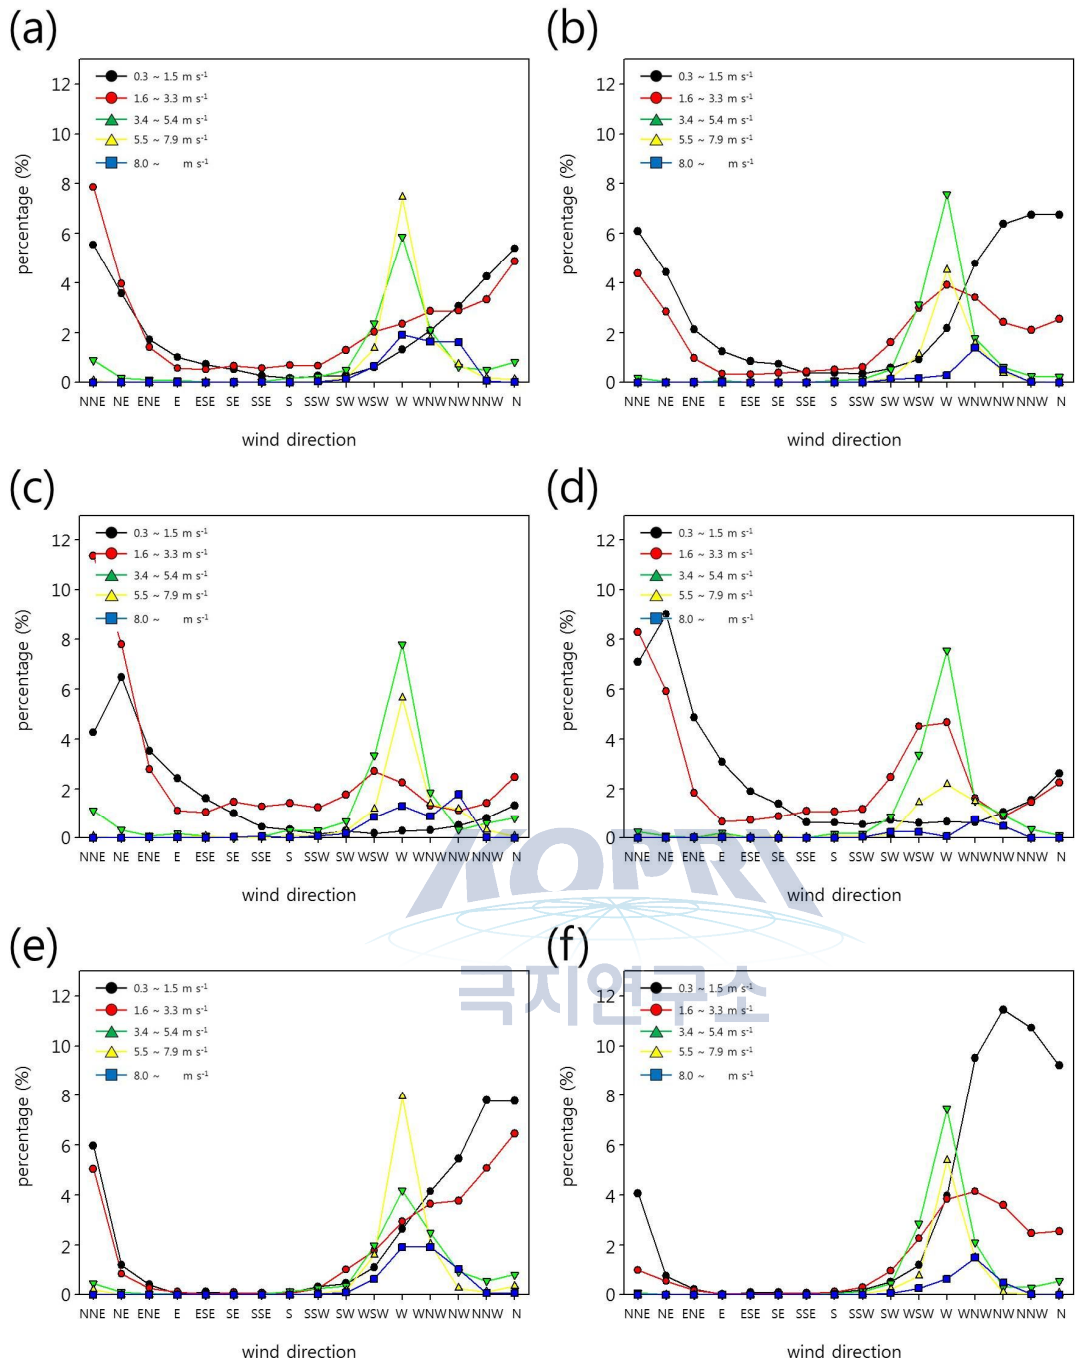 (a)
(b)
percentage (%)
12
10
8
6
4
2
0
0.3 ~ 1.5 m s⁻¹
1.6 ~ 3.3 m s⁻¹
3.4 ~ 5.4 m s⁻¹
5.5 ~ 7.9 m s⁻¹
8.0 ~ m s⁻¹
NNE NE ENE E ESE SE SSE S SSW SW WSW W WNW NW NNW N
wind direction
percentage (%)
12
10
8
6
4
2
0
0.3 ~ 1.5 m s⁻¹
1.6 ~ 3.3 m s⁻¹
3.4 ~ 5.4 m s⁻¹
5.5 ~ 7.9 m s⁻¹
8.0 ~ m s⁻¹
NNE NE ENE E ESE SE SSE S SSW SW WSW W WNW NW NNW N
wind direction
(c)
(d)
percentage (%)
12
10
8
6
4
2
0
0.3 ~ 1.5 m s⁻¹
1.6 ~ 3.3 m s⁻¹
3.4 ~ 5.4 m s⁻¹
5.5 ~ 7.9 m s⁻¹
8.0 ~ m s⁻¹
NNE NE ENE E ESE SE SSE S SSW SW WSW W WNW NW NNW N
wind direction
percentage (%)
12
10
8
6
4
2
0
0.3 ~ 1.5 m s⁻¹
1.6 ~ 3.3 m s⁻¹
3.4 ~ 5.4 m s⁻¹
5.5 ~ 7.9 m s⁻¹
8.0 ~ m s⁻¹
NNE NE ENE E ESE SE SSE S SSW SW WSW W WNW NW NNW N
wind direction
KOPRI
극지연구소
(e)
(f)
percentage (%)
12
10
8
6
4
2
0
0.3 ~ 1.5 m s⁻¹
1.6 ~ 3.3 m s⁻¹
3.4 ~ 5.4 m s⁻¹
5.5 ~ 7.9 m s⁻¹
8.0 ~ m s⁻¹
NNE NE ENE E ESE SE SSE S SSW SW WSW W WNW NW NNW N
wind direction
percentage (%)
12
10
8
6
4
2
0
0.3 ~ 1.5 m s⁻¹
1.6 ~ 3.3 m s⁻¹
3.4 ~ 5.4 m s⁻¹
5.5 ~ 7.9 m s⁻¹
8.0 ~ m s⁻¹
NNE NE ENE E ESE SE SSE S SSW SW WSW W WNW NW NNW N
wind direction